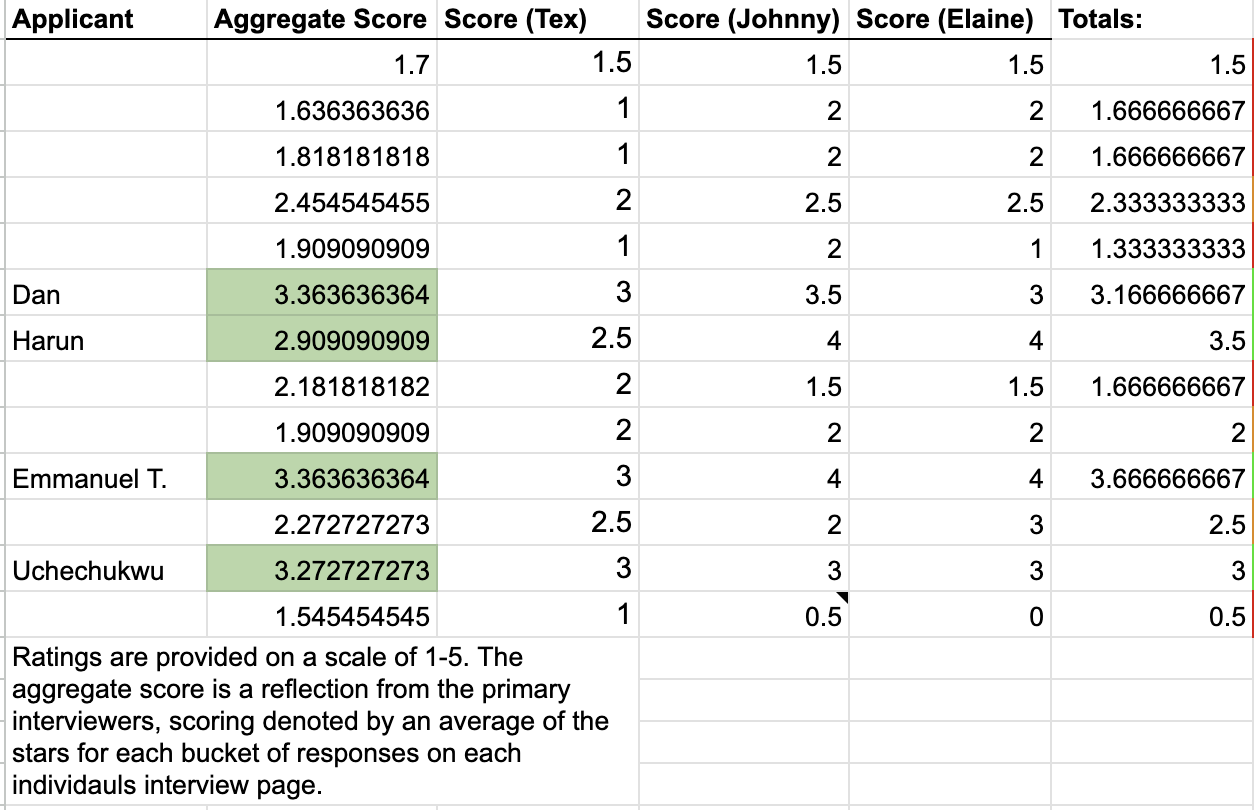 Applicant Aggregate Score Score (Tex) Score (Johnny) Score (Elaine) Totals:
1.7 1.5 1.5 1.5 1.5
1.636363636 1 2 2 1.666666667
1.818181818 1 2 2 1.666666667
2.454545455 2 2.5 2.5 2.333333333
1.909090909 1 2 1 1.333333333
Dan 3.363636364 3 3.5 3 3.166666667
Harun 2.909090909 2.5 4 4 3.5
2.181818182 2 1.5 1.5 1.666666667
1.909090909 2 2 2 2
Emmanuel T. 3.363636364 3 4 4 3.666666667
2.272727273 2.5 2 3 2.5
Uchechukwu 3.272727273 3 3 3 3
1.545454545 1 0.5 0 0.5
Ratings are provided on a scale of 1-5. The
aggregate score is a reflection from the primary
interviewers, scoring denoted by an average of the
stars for each bucket of responses on each
individauls interview page.